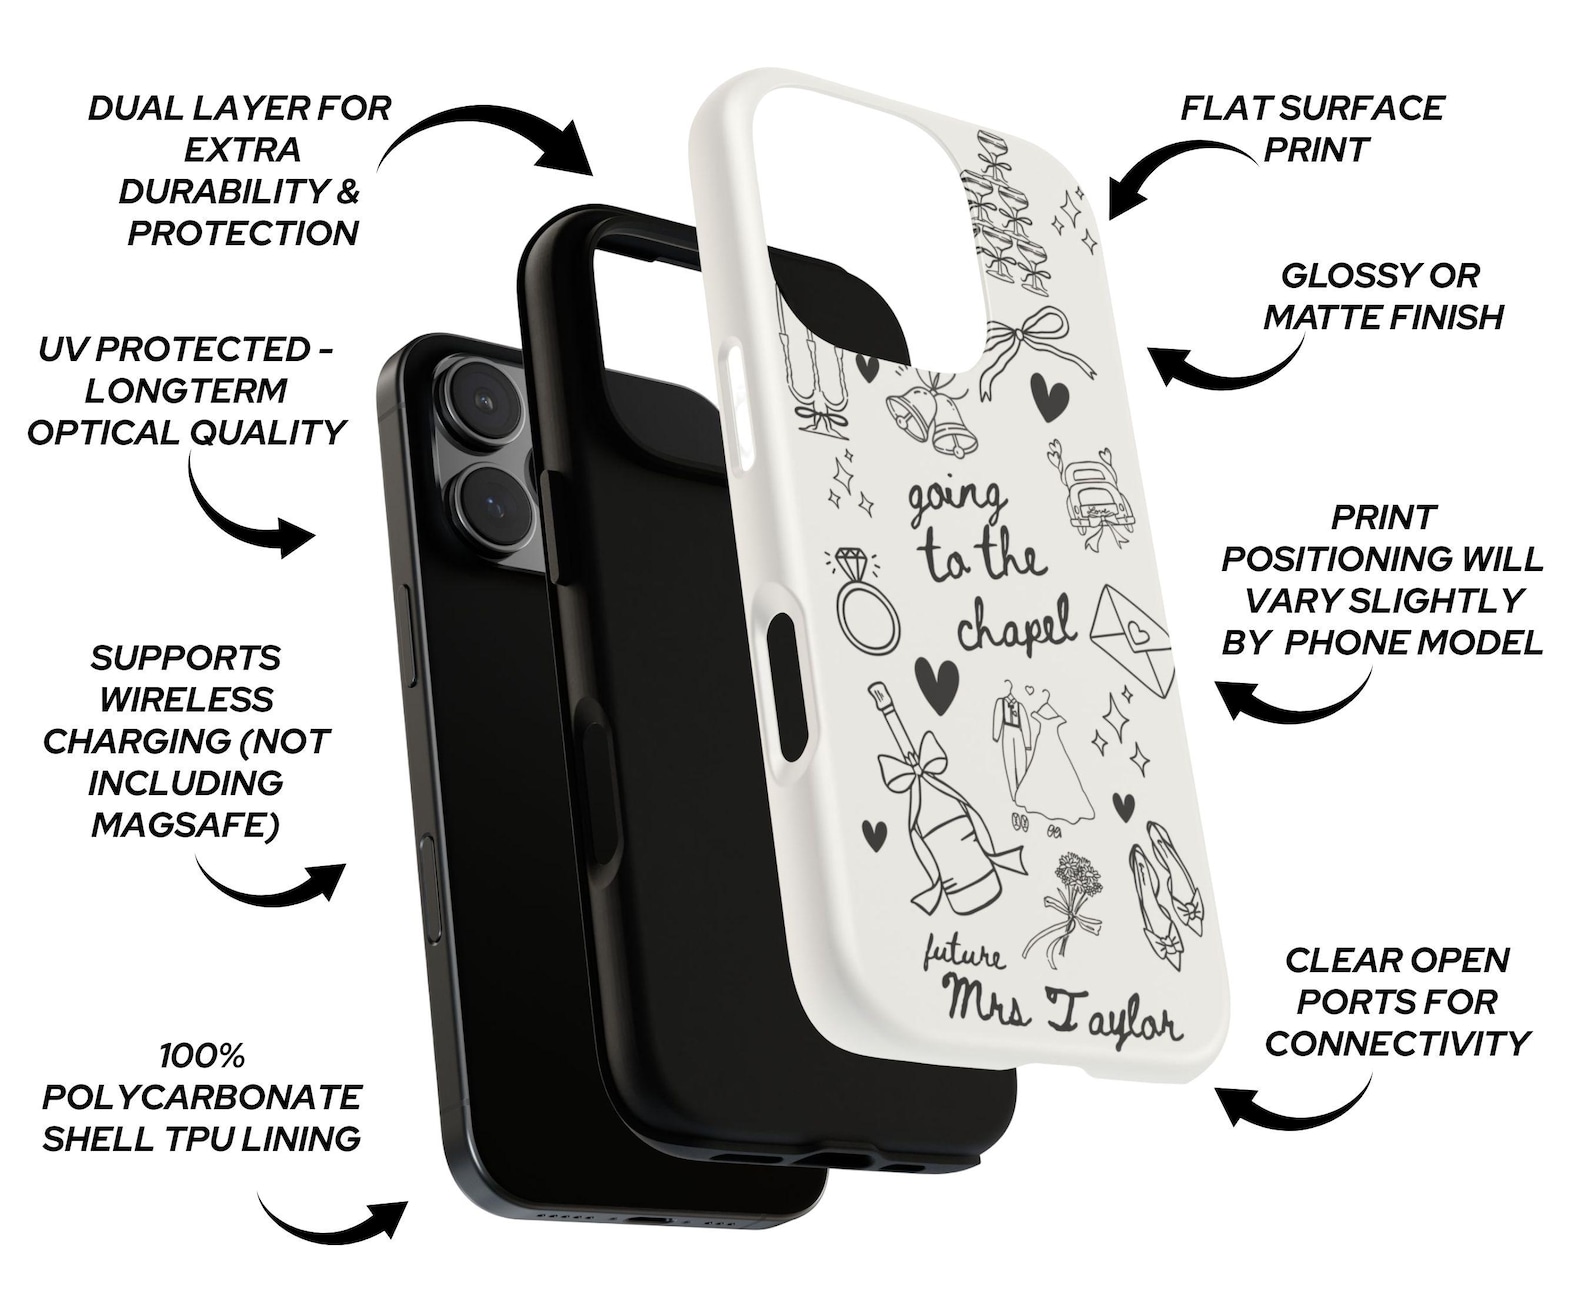 DUAL LAYER FOR
EXTRA
DURABILITY &
PROTECTION
UV PROTECTED -
LONGTERM
OPTICAL QUALITY
SUPPORTS
WIRELESS
CHARGING (NOT
INCLUDING
MAGSAFE)
100%
POLYCARBONATE
SHELL TPU LINING
going
to the
chapel
Love
future
Mrs Taylor
FLAT SURFACE
PRINT
GLOSSY OR
MATTE FINISH
PRINT
POSITIONING WILL
VARY SLIGHTLY
BY PHONE MODEL
CLEAR OPEN
PORTS FOR
CONNECTIVITY